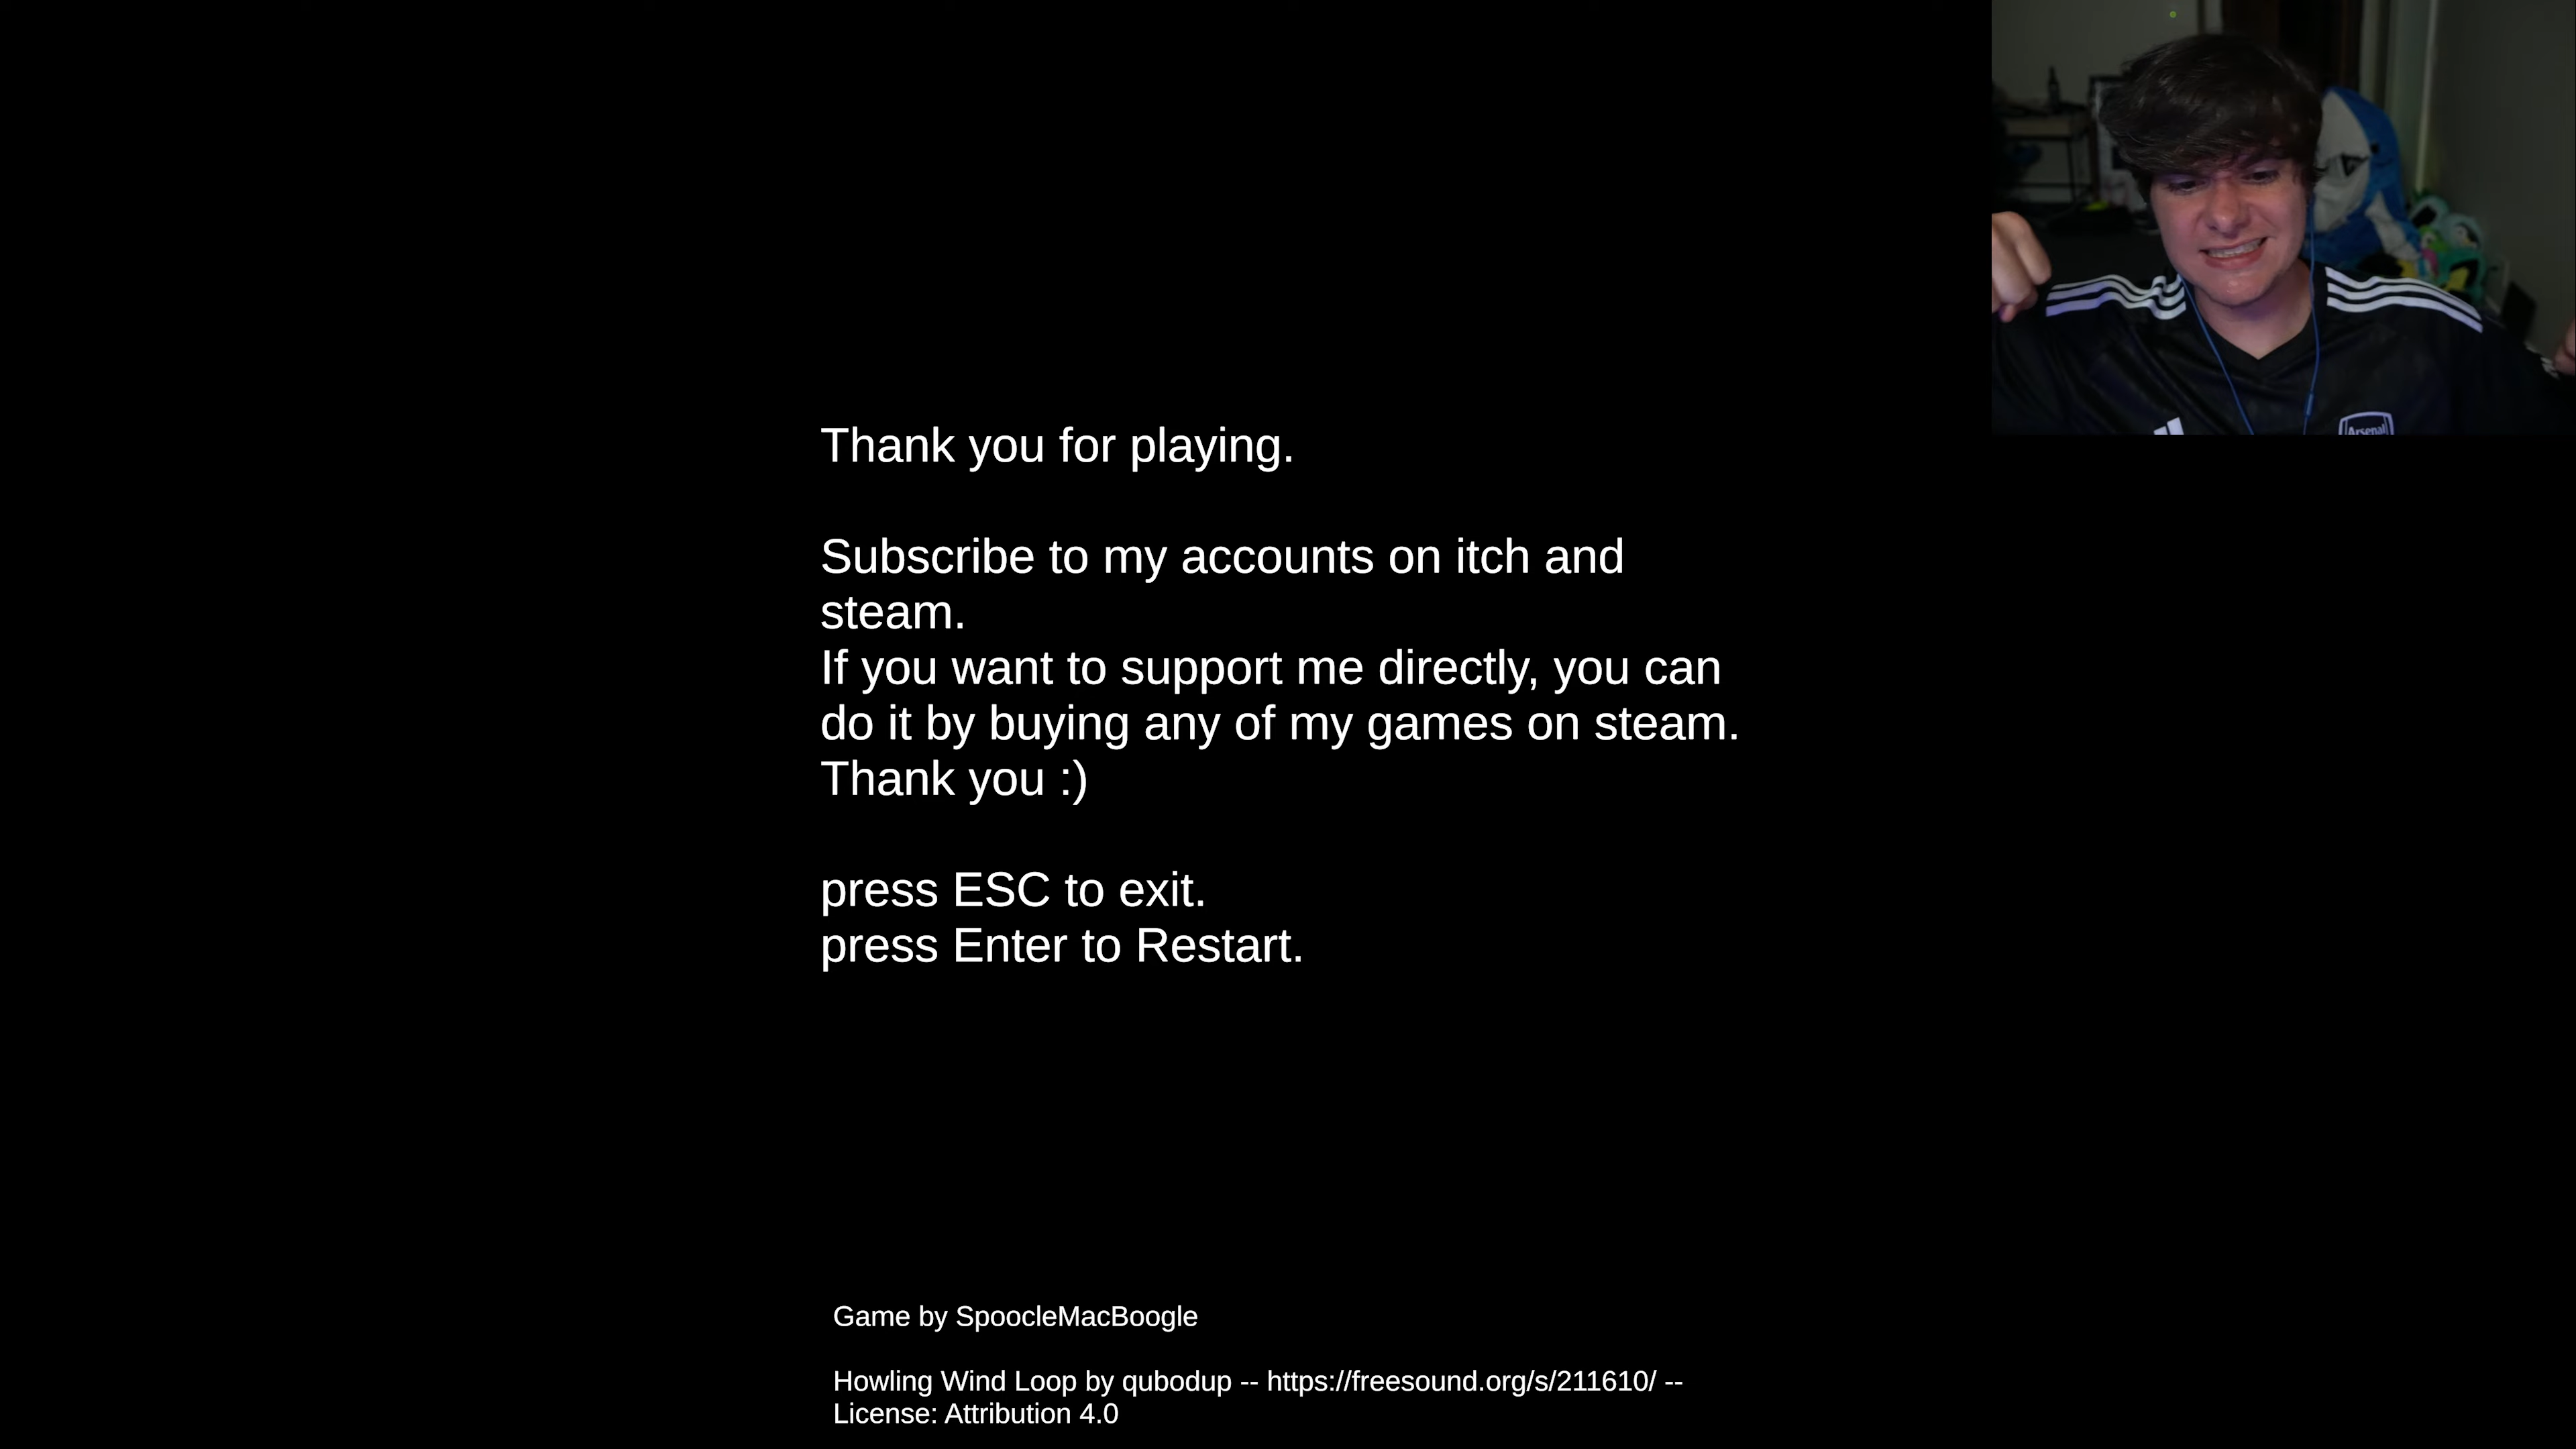 Thank you for playing.
Subscribe to my accounts on itch and
steam.
If you want to support me directly, you can
do it by buying any of my games on steam.
Thank you :)
press ESC to exit.
press Enter to Restart.
Game by SpoocleMacBoogle
Howling Wind Loop by qubodup -- https://freesound.org/s/211610/ --
License: Attribution 4.0
Arsenal